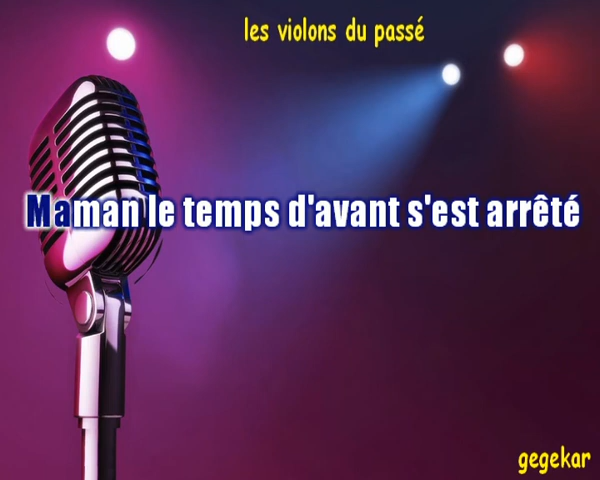 les violons du passé
Maman le temps d'avant s'est arrêté
gegekar